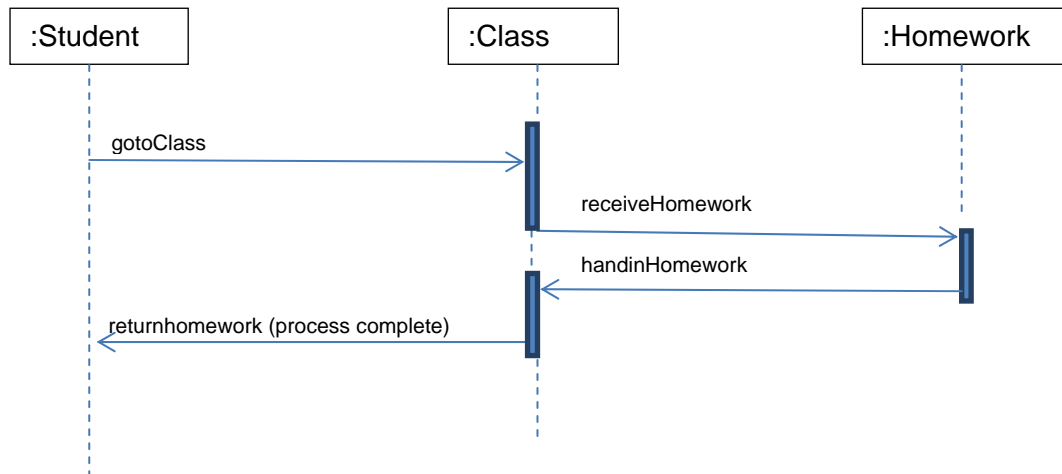 :Student
:Class
:Homework
gotoClass
receiveHomework
handinHomework
returnhomework (process complete)